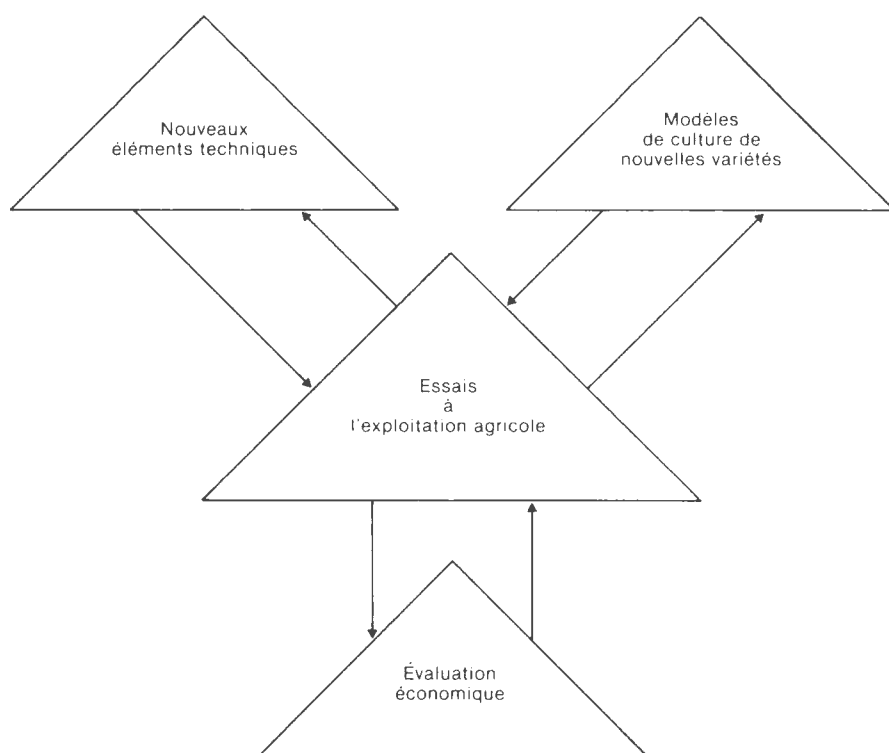 Nouveaux
éléments techniques
Modèles
de culture de
nouvelles variétés
Essais
à
l'exploitation agricole
Évaluation
économique